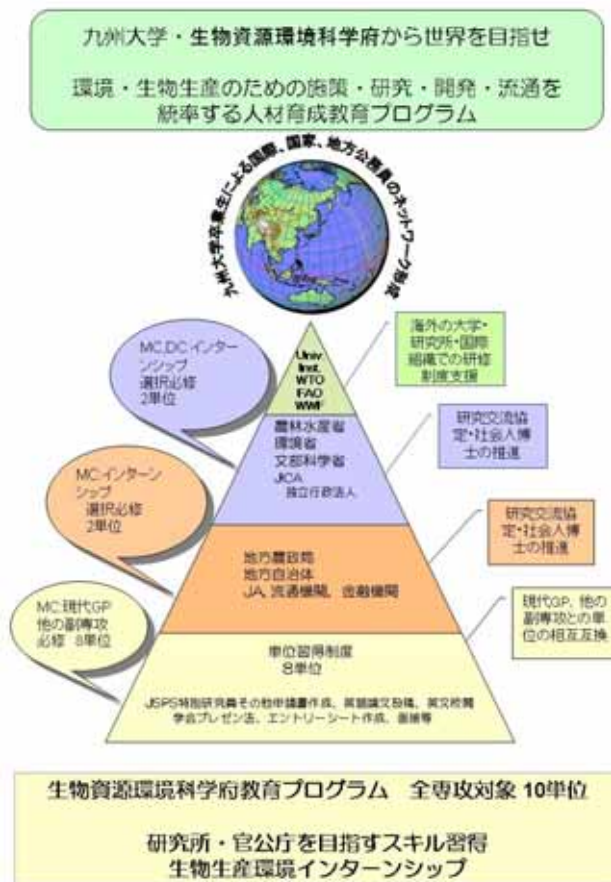 九州大学・生物資源環境科学府から世界を目指せ
環境・生物生産のための施策・研究・開発・流通を
統率する人材育成教育プログラム
九州大学卒業生による国際、国家、地方公務員のネットワーク形成
Univ
Inst.
WTO
FAO
WWF
海外の大学・
研究所・国際
組織での研修
制度支援
MC,DC:インター
ンシップ
選択必修
2単位
農林水産省
環境省
文部科学省
JICA
独立行政法人
研究交流協
定・社会人博
士の推進
MC:インターン
シップ
選択必修
2単位
地方農政局
地方自治体
JA、流通機関、金融機関
研究交流協
定・社会人博
士の推進
MC:現代GP
他の副専攻
必修 8単位
単位習得制度
8単位
JSPS特別研究員その他申請書作成、英語論文投稿、英文校閲
学会プレゼン法、エントリーシート作成、面接等
現代GP、他の
副専攻との単
位の相互互換
生物資源環境科学府教育プログラム 全専攻対象 10単位
研究所・官公庁を目指すスキル習得
生物生産環境インターンシップ